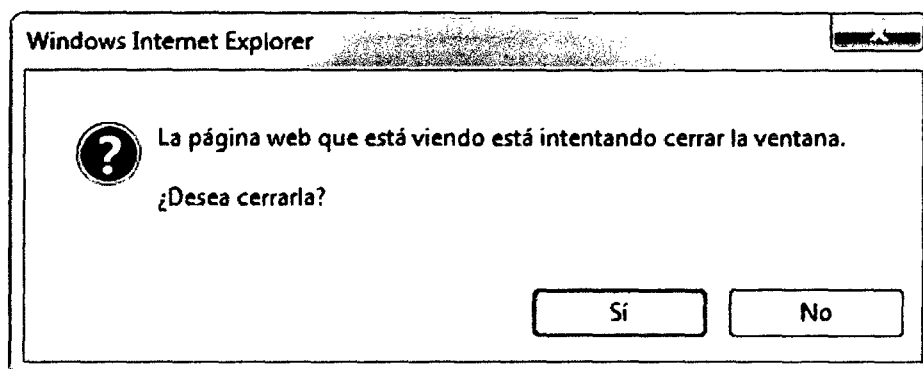 Windows Internet Explorer
La página web que está viendo está intentando cerrar la ventana.
¿Desea cerrarla?
Sí
No